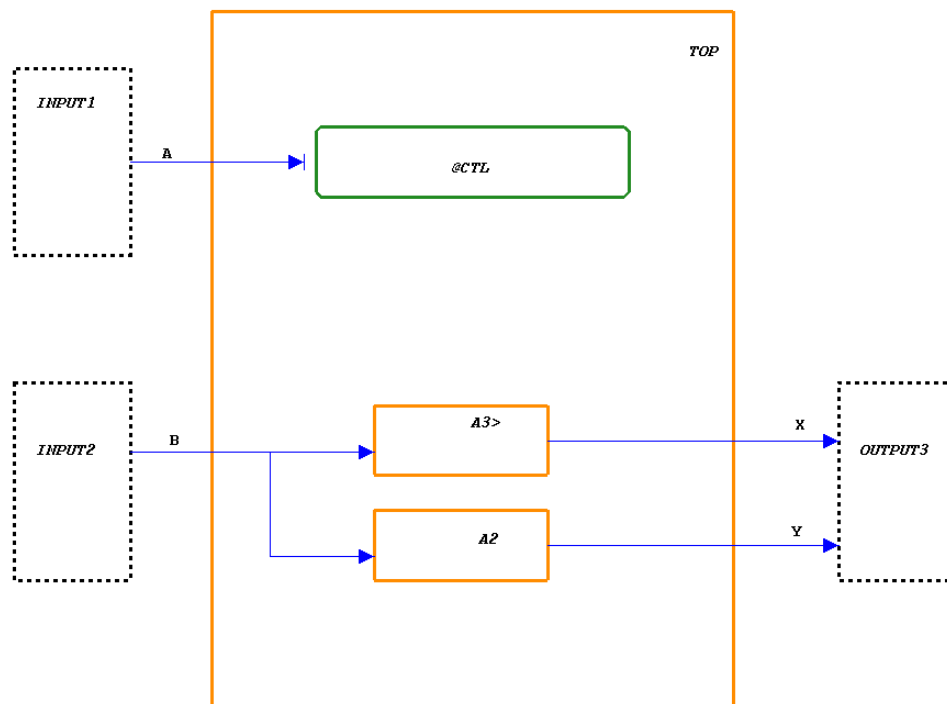 TOP
INPUT1
A
@CTL
A3>
X
B
INPUT2
OUTPUT3
Y
A2